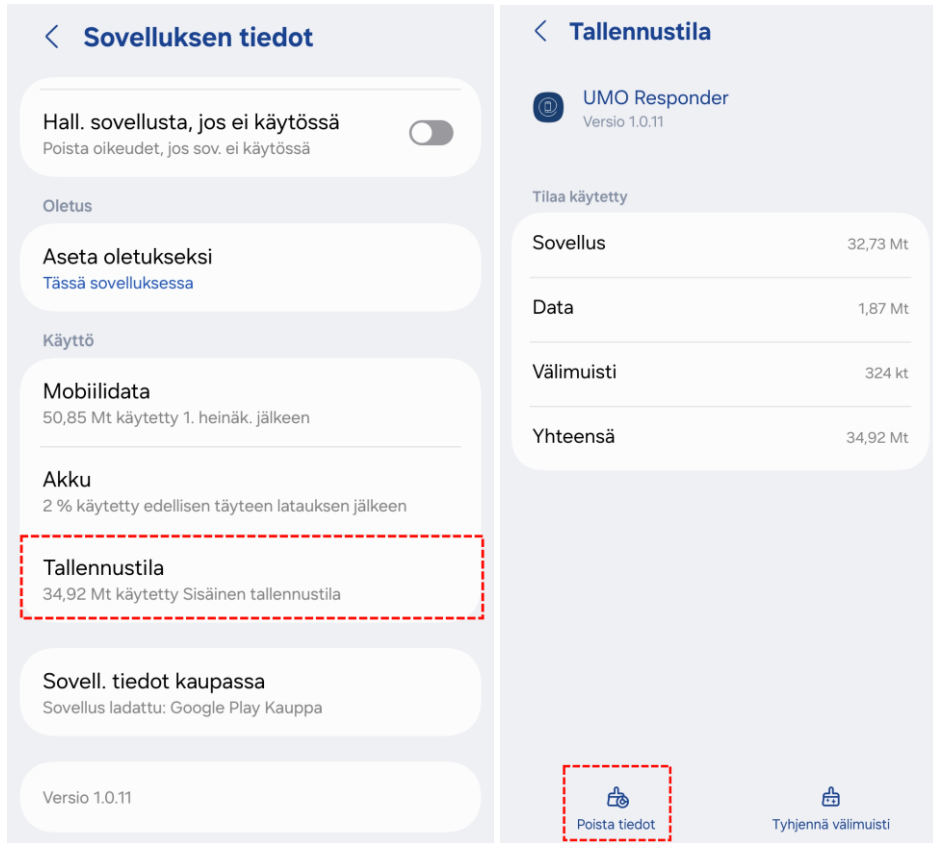 Sovelluksen tiedot
Hall. sovellusta, jos ei käytössä
Poista oikeudet, jos sov. ei käytössä
Oletus
Aseta oletukseksi
Tässä sovelluksessa
Käyttö
Mobiilidata
50,85 Mt käytetty 1. heinäk. jälkeen
Akku
2 % käytetty edellisen täyteen latauksen jälkeen
Tallennustila
34,92 Mt käytetty Sisäinen tallennustila
Sovell. tiedot kaupassa
Sovellus ladattu: Google Play Kauppa
Versio 1.0.11
Tallennustila
UMO Responder
Versio 1.0.11
Tilaa käytetty
Sovellus 32,73 Mt
Data 1,87 Mt
Välimuisti 324 kt
Yhteensä 34,92 Mt
Poista tiedot Tyhjennä välimuisti